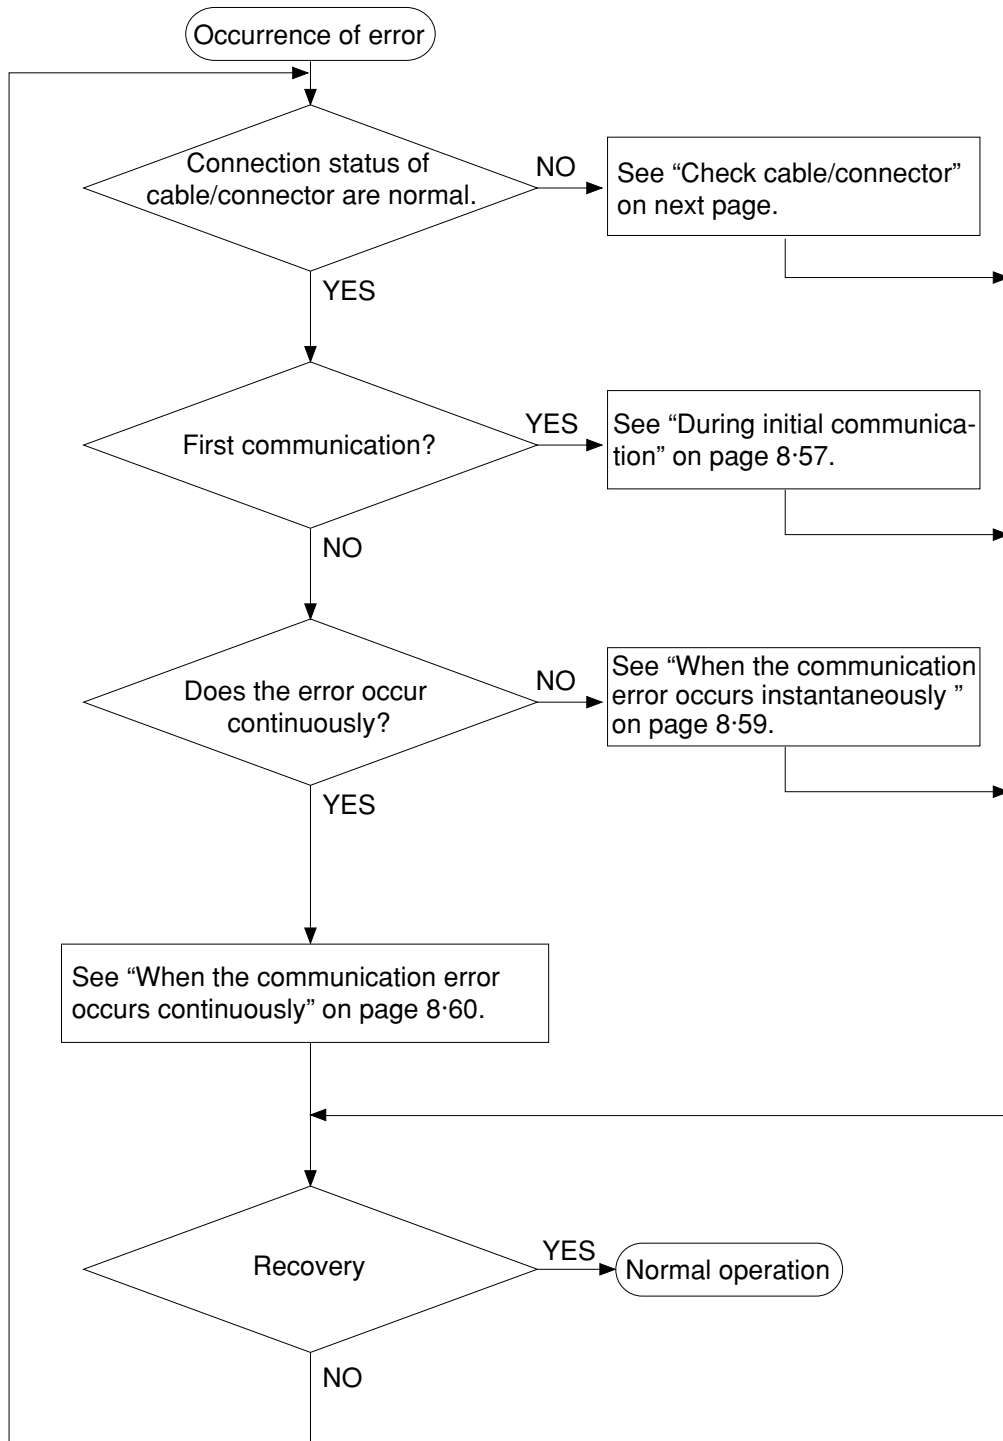 Occurrence of error
Connection status of
cable/connector are normal.
NO
See “Check cable/connector”
on next page.
YES
First communication?
YES
See “During initial communica-
tion” on page 8·57.
NO
Does the error occur
continuously?
NO
See “When the communication
error occurs instantaneously ”
on page 8·59.
YES
See “When the communication error
occurs continuously” on page 8·60.
Recovery
YES
Normal operation
NO